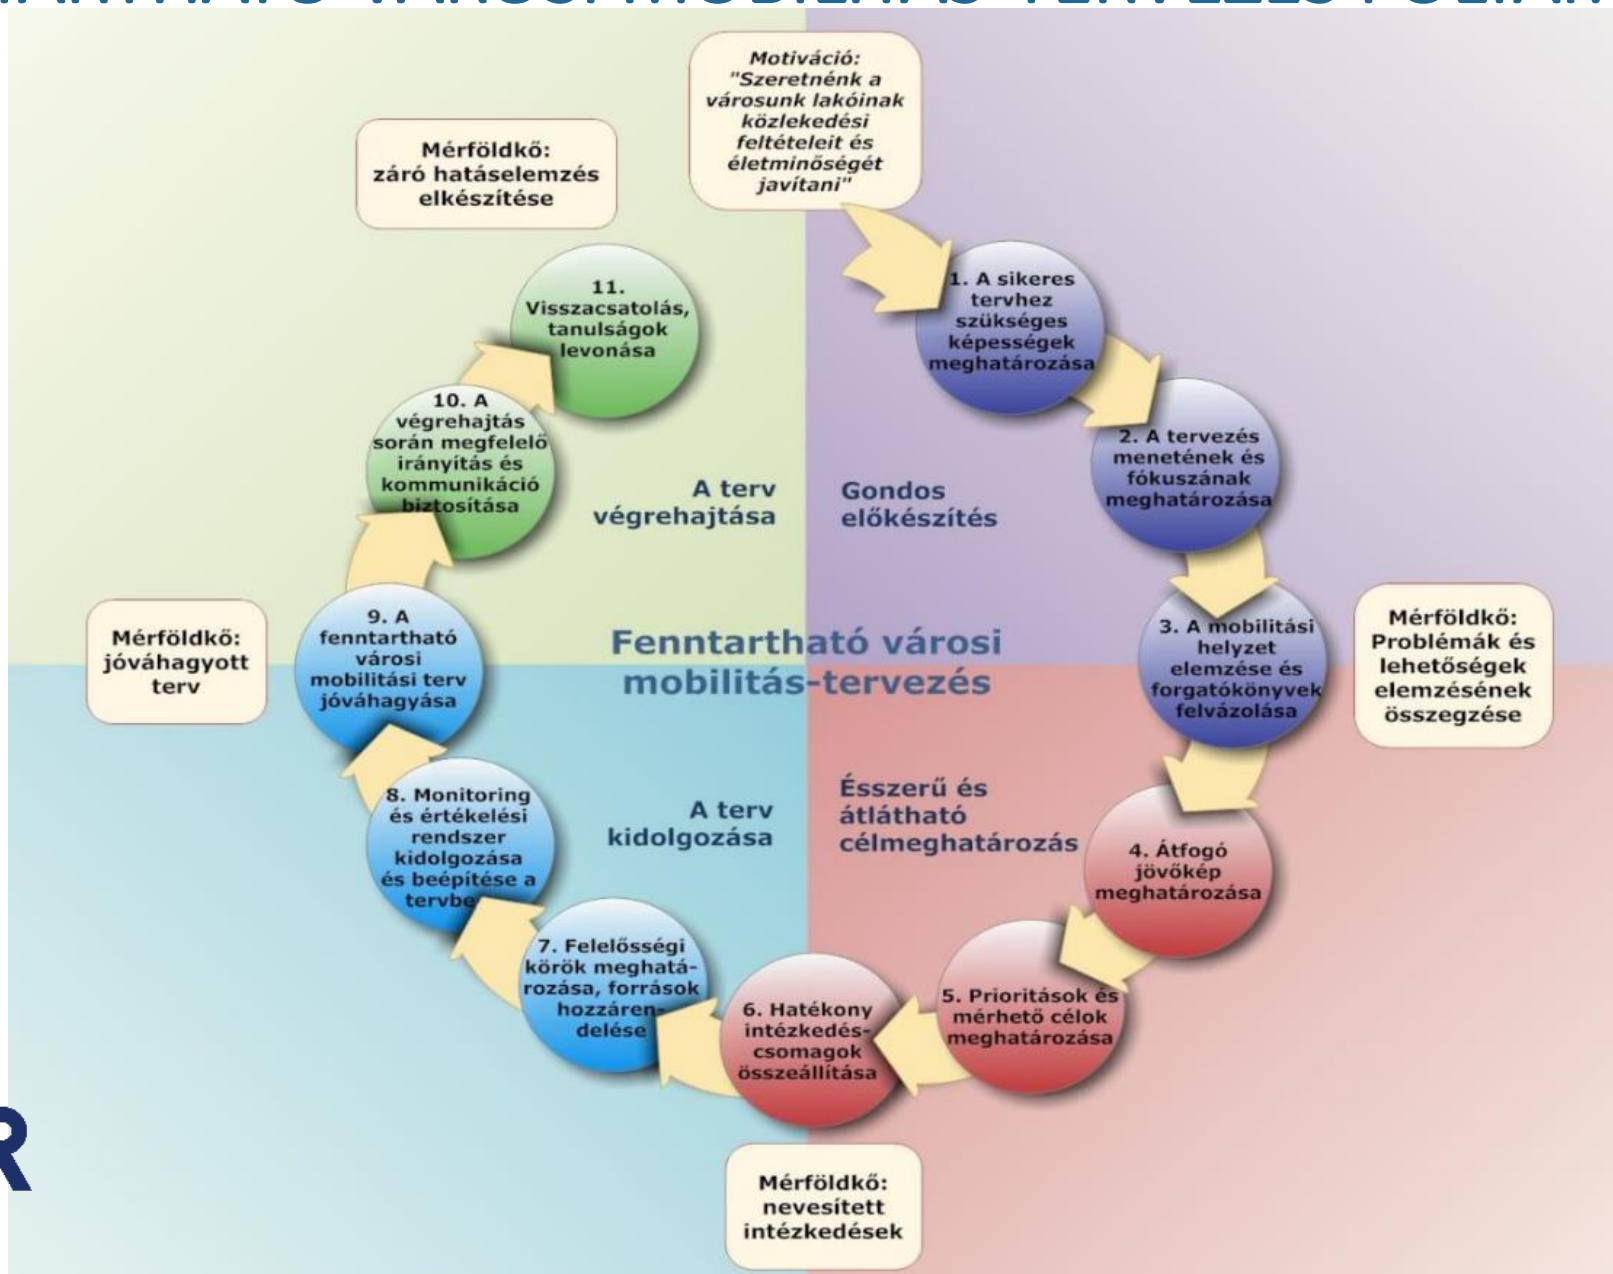 Motiváció:
"Szeretnénk a
városunk lakóinak
közlekedési
feltételeit és
életminőségét
javítani"
Mérföldkő:
záró hatáselemzés
elkészítése
1. A sikeres
tervhez
szükséges
képességek
meghatározása
2. A tervezés
menetének és
fókuszának
meghatározása
3. A mobilitási
helyzet
elemzése és
forgatókönyvek
felvázolása
Mérföldkő:
Problémák és
lehetőségek
elemzésének
összegzése
4. Átfogó
jövőkép
meghatározása
5. Prioritások és
mérhető célok
meghatározása
6. Hatékony
intézkedés-
csomagok
összeállítása
Mérföldkő:
nevesített
intézkedések
7. Felelősségi
körök meghatá-
rozása, források
hozzáren-
delése
8. Monitoring
és értékelési
rendszer
kidolgozása
és beépítése a
tervbe
9. A
fenntartható
városi
mobilitási terv
jóváhagyása
Mérföldkő:
jóváhagyott
terv
10. A
végrehajtás
során megfelelő
irányítás és
kommunikáció
biztosítása
11.
Visszacsatolás,
tanulságok
levonása
A terv
végrehajtása
Gondos
előkészítés
Fenntartható városi
mobilitás-tervezés
A terv
kidolgozása
Ésszerű és
átlátható
célmeghatározás
R